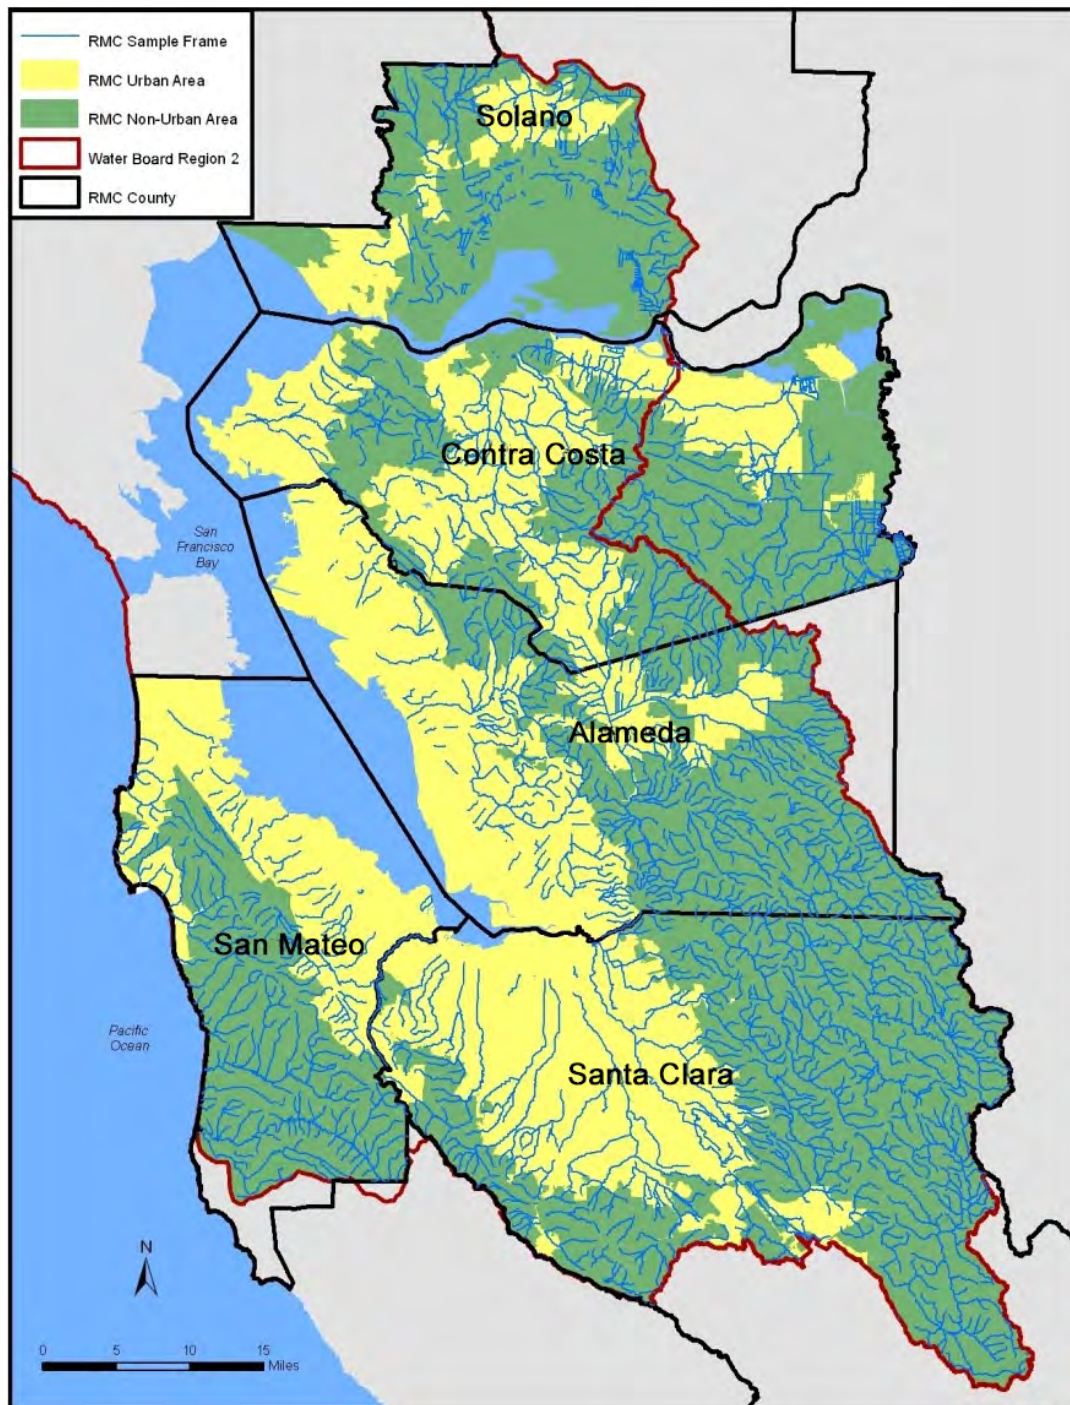 RMC Sample Frame
RMC Urban Area
RMC Non-Urban Area
Water Board Region 2
RMC County
Solano
Contra Costa
San
Francisco
Bay
Alameda
San Mateo
Pacific
Ocean
Santa Clara
N
0 5 10 15
Miles